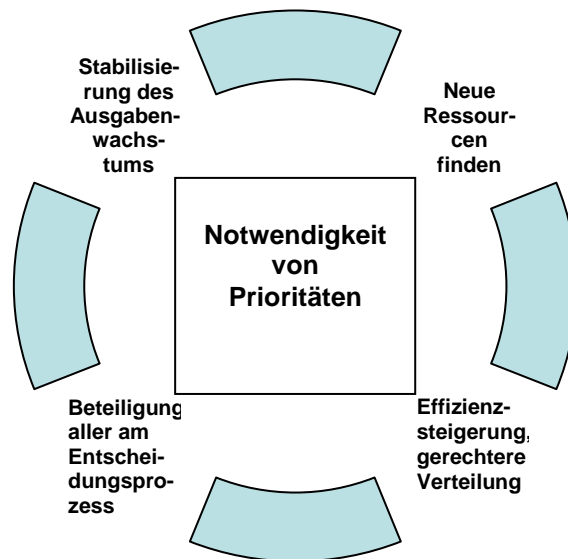 Stabilisie-
rung des
Ausgaben-
wachs-
tums
Neue
Ressour-
cen
finden
Notwendigkeit
von
Prioritäten
Beteiligung
aller am
Entschei-
dungspro-
zess
Effizienz-
steigerung,
gerechtere
Verteilung